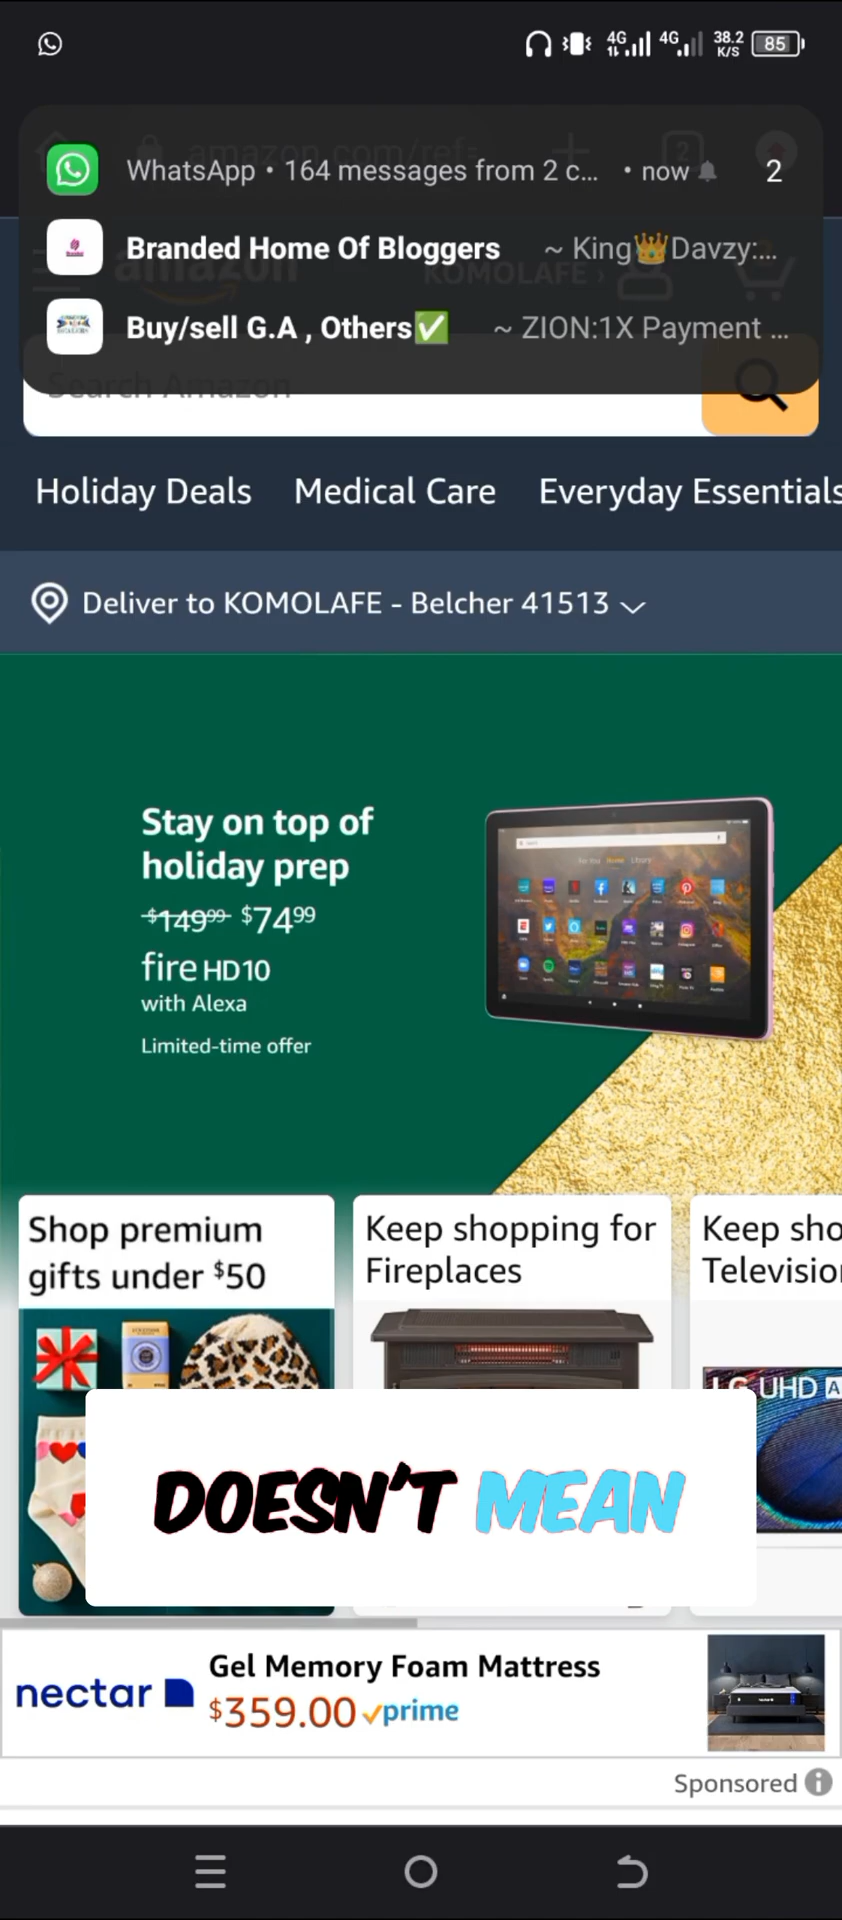 4G 4G 38.2 K/S 85
amazon.com/ref= 2
WhatsApp • 164 messages from 2 c... • now 2
Branded Home Of Bloggers ~ King👑Davzy:...
amazon KOMOLAFE ›
Buy/sell G.A , Others✅ ~ ZION:1X Payment ...
Search Amazon
Holiday Deals Medical Care Everyday Essentials
Deliver to KOMOLAFE - Belcher 41513
Stay on top of
holiday prep
$149⁹⁹ $74⁹⁹
fire HD10
with Alexa
Limited-time offer
Shop premium
gifts under $50
Keep shopping for
Fireplaces
Keep sho
Televisio
LG UHD A
DOESN'T MEAN
nectar
Gel Memory Foam Mattress
$359.00 prime
Sponsored